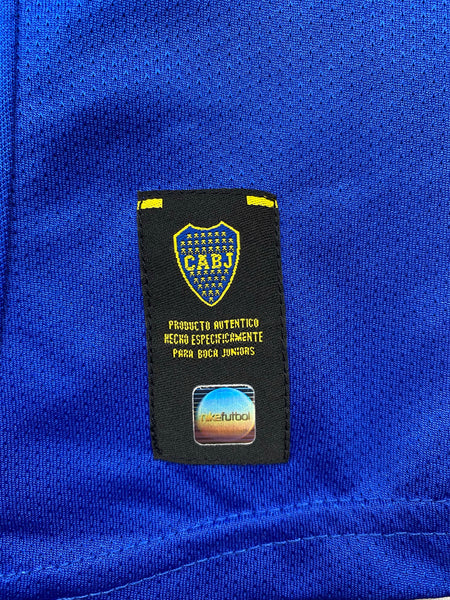 CABJ
PRODUCTO AUTENTICO
HECHO ESPECIFICAMENTE
PARA BOCA JUNIORS
nikefutbol